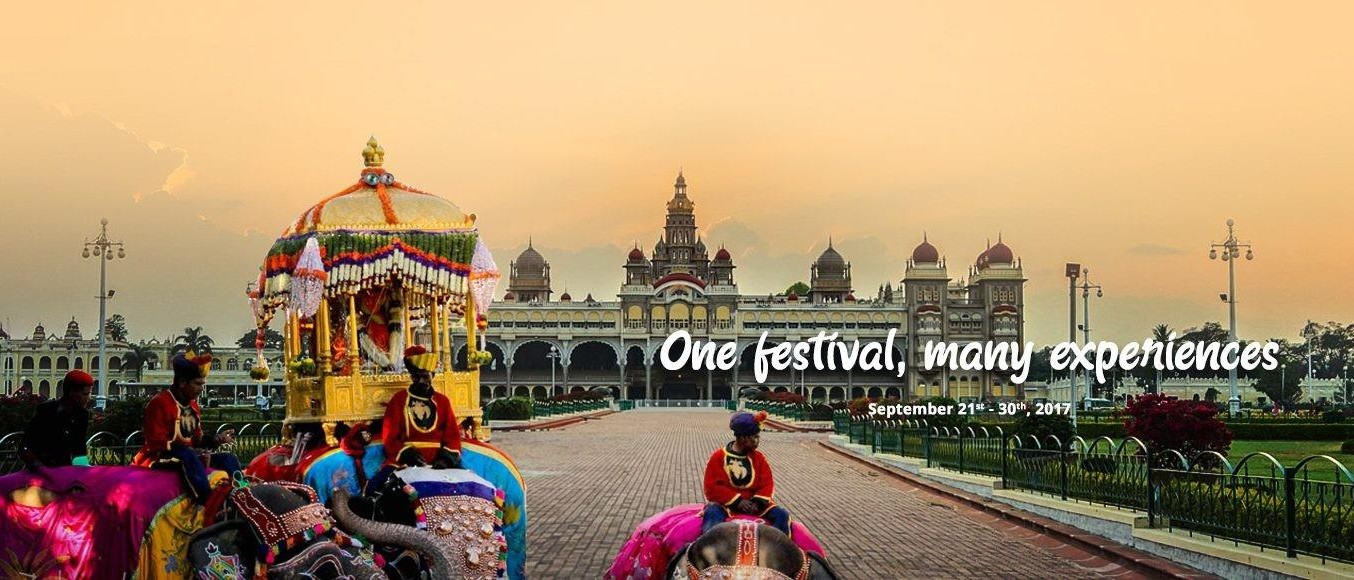 One festival, many experiences
September 21st - 30th, 2017